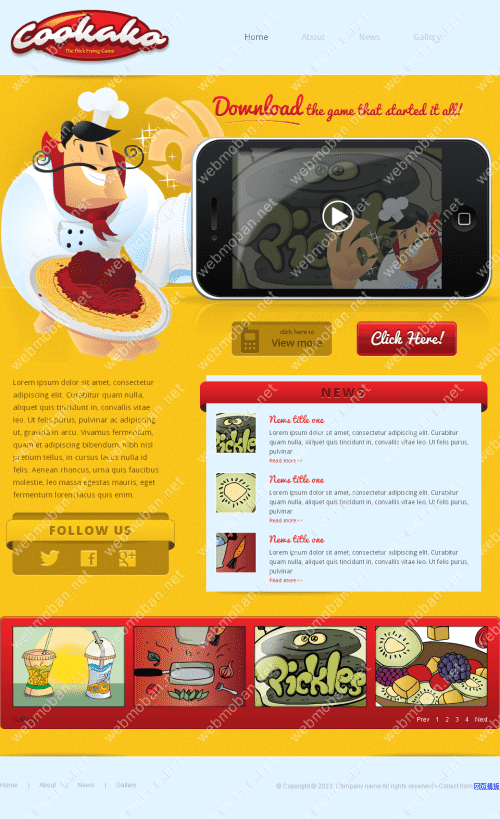 Cookaka
The Trick Frying Game
Home About News Gallery
Download the game that started it all!
Pickles
click here to
View more
Click Here!
Lorem ipsum dolor sit amet, consectetur
adipiscing elit. Curabitur quam nulla,
aliquet quis tincidunt in, convallis vitae
leo. Ut felis purus, pulvinar ac adipiscing
ut, gravida in arcu. Vivamus fermentum,
quam et adipiscing bibendum, nibh nisl
pretium tellus, in cursus lacus nulla id
felis. Aenean rhoncus, urna quis faucibus
molestie, leo massa egestas mauris, eget
fermentum lorem lacus quis enim.
FOLLOW US
NEWS
Pickles
News title one
Lorem ipsum dolor sit amet, consectetur adipiscing elit. Curabitur
quam nulla, aliquet quis tincidunt in, convallis vitae leo. Ut felis purus,
pulvinar
Read more >>
News title one
Lorem ipsum dolor sit amet, consectetur adipiscing elit. Curabitur
quam nulla, aliquet quis tincidunt in, convallis vitae leo. Ut felis purus,
pulvinar
Read more >>
News title one
Lorem ipsum dolor sit amet, consectetur adipiscing elit. Curabitur
quam nulla, aliquet quis tincidunt in, convallis vitae leo. Ut felis purus,
pulvinar
Read more >>
Pickles
Prev 1 2 3 4 Next
Home | About | News | Gallery
© Copyright © 2023. Company name All rights reserved. - Collect from 网页模板
webmoban.net